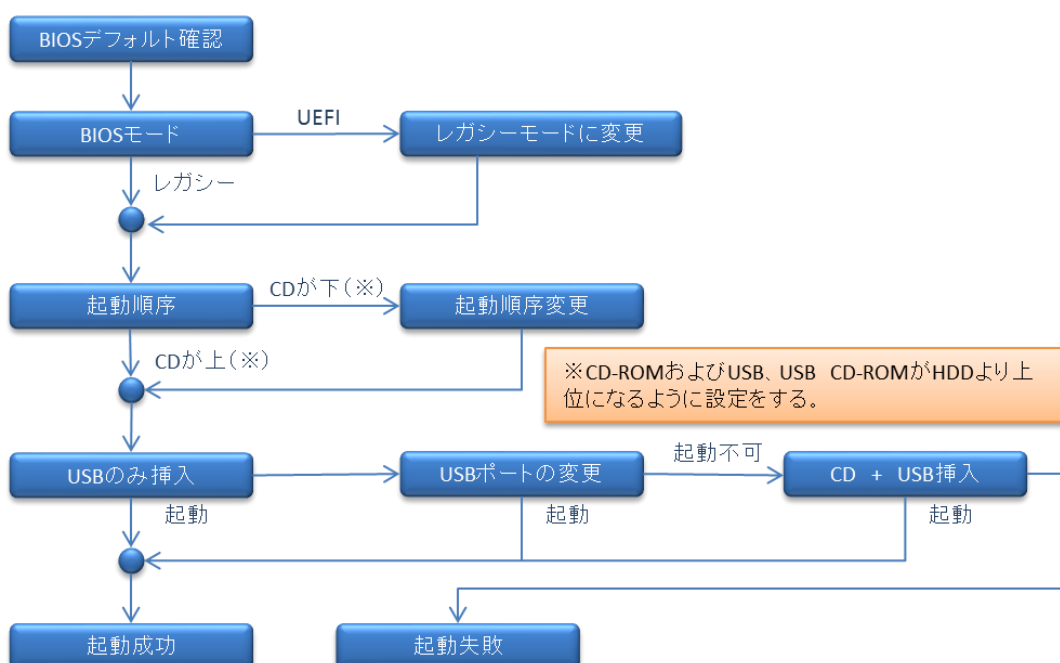 BIOSデフォルト確認
BIOSモード
UEFI
レガシーモードに変更
レガシー
起動順序
CDが下(※)
起動順序変更
CDが上(※)
※CD-ROMおよびUSB、USB CD-ROMがHDDより上
位になるように設定をする。
USBのみ挿入
USBポートの変更
起動不可
CD + USB挿入
起動
起動
起動
起動成功
起動失敗